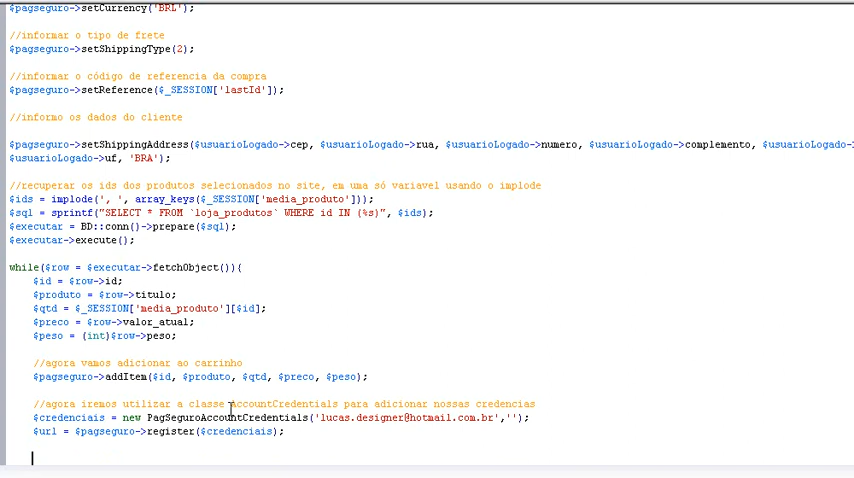 $pagseguro->setCurrency('BRL');
//informar o tipo de frete
$pagseguro->setShippingType(2);
//informar o código de referencia da compra
$pagseguro->setReference($_SESSION['lastId']);
//informo os dados do cliente
$pagseguro->setShippingAddress($usuarioLogado->cep, $usuarioLogado->rua, $usuarioLogado->numero, $usuarioLogado->complemento, $usuarioLogado->
$usuarioLogado->uf, 'BRA');
//recuperar os ids dos produtos selecionados no site, em uma só variavel usando o implode
$ids = implode(', ', array_keys($_SESSION['media_produto']));
$sql = sprintf("SELECT * FROM `loja_produtos` WHERE id IN (%s)", $ids);
$executar = BD::conn()->prepare($sql);
$executar->execute();
while($row = $executar->fetchObject()){
$id = $row->id;
$produto = $row->titulo;
$qtd = $_SESSION['media_produto'][$id];
$preco = $row->valor_atual;
$peso = (int)$row->peso;
//agora vamos adicionar ao carrinho
$pagseguro->addItem($id, $produto, $qtd, $preco, $peso);
//agora iremos utilizar a classe AccountCredentials para adicionar nossas credencias
$credenciais = new PagSeguroAccountCredentials('lucas.designer@hotmail.com.br','');
$url = $pagseguro->register($credenciais);